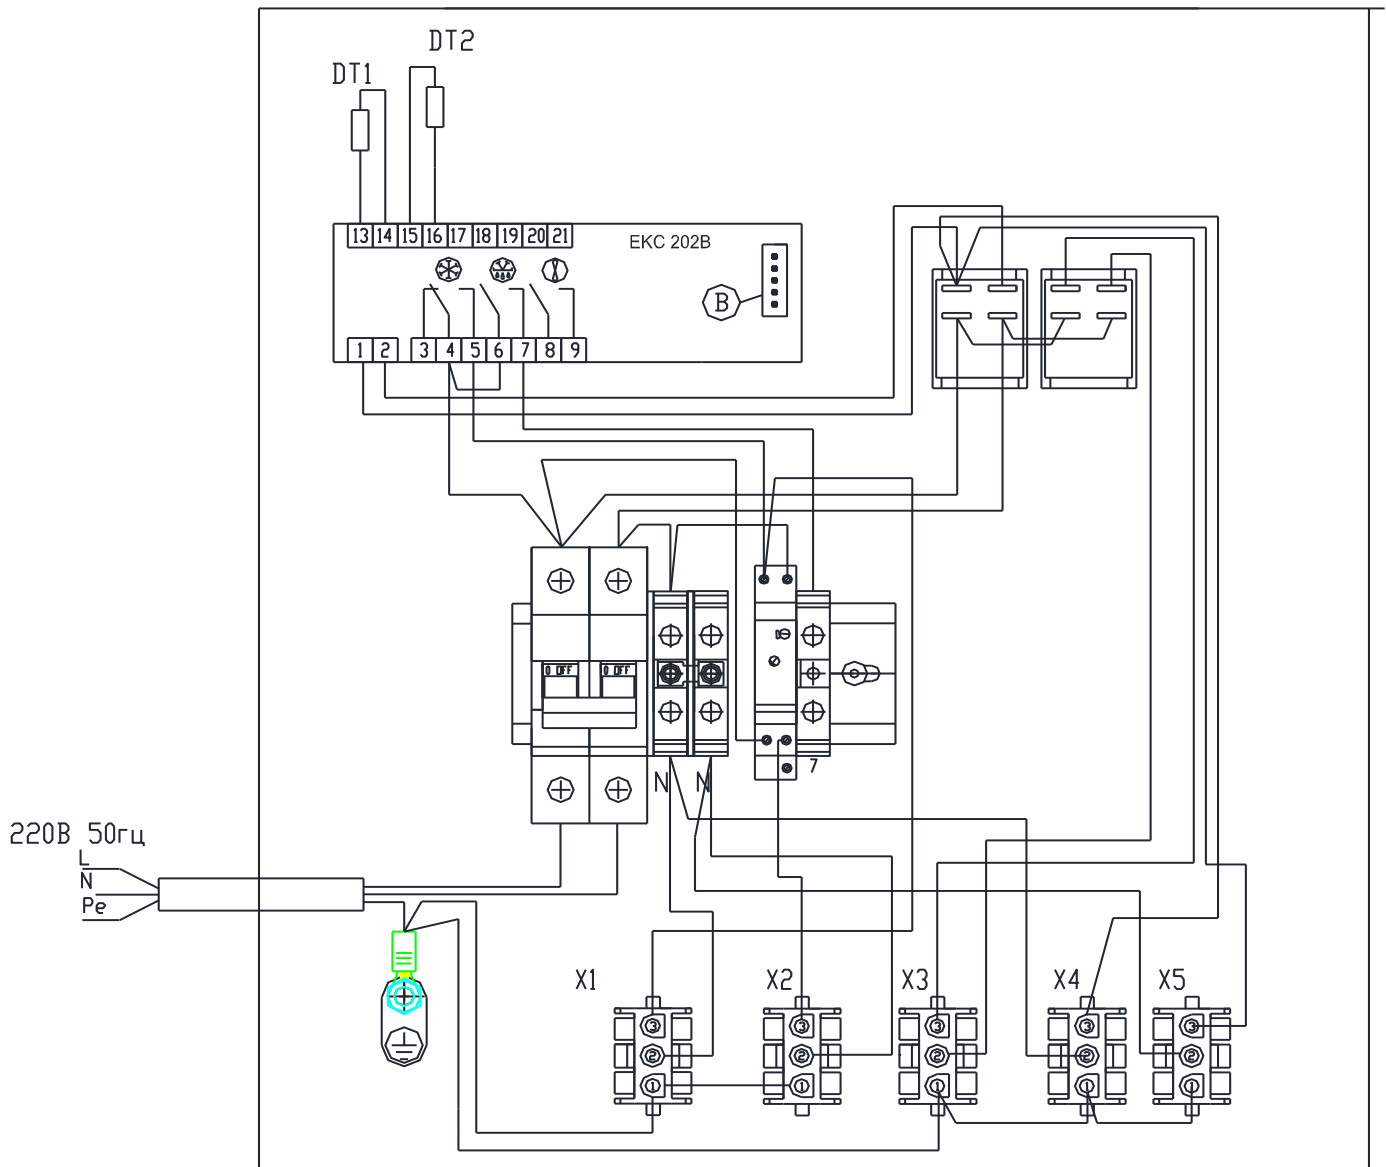 DT2
DT1
13 14 15 16 17 18 19 20 21
EKC 202B
B
1 2 3 4 5 6 7 8 9
0 OFF 0 OFF
N N 7
220В 50гц
L
N
Pe
X1 X2 X3 X4 X5
3 3 3 3 3
2 2 2 2 2
1 1 1 1 1